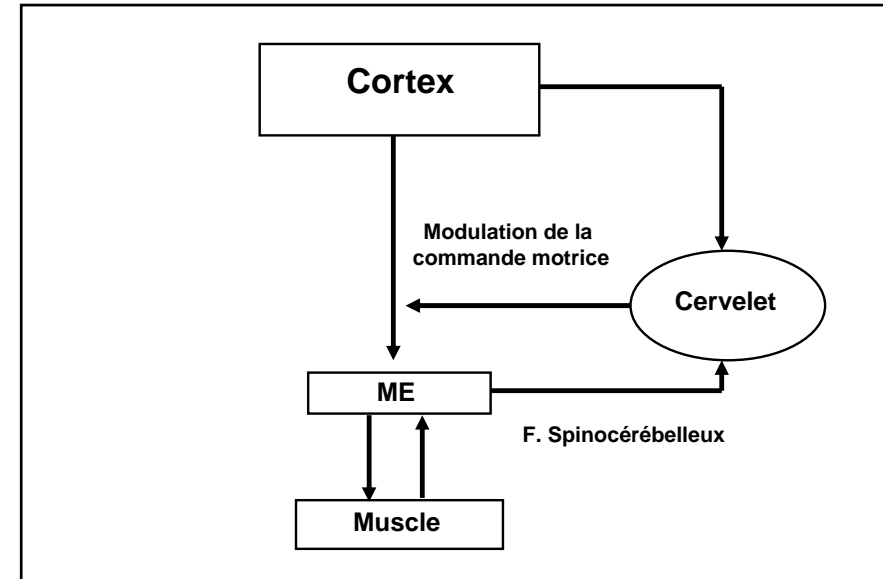 Cortex
Modulation de la
commande motrice
Cervelet
ME
F. Spinocérébelleux
Muscle